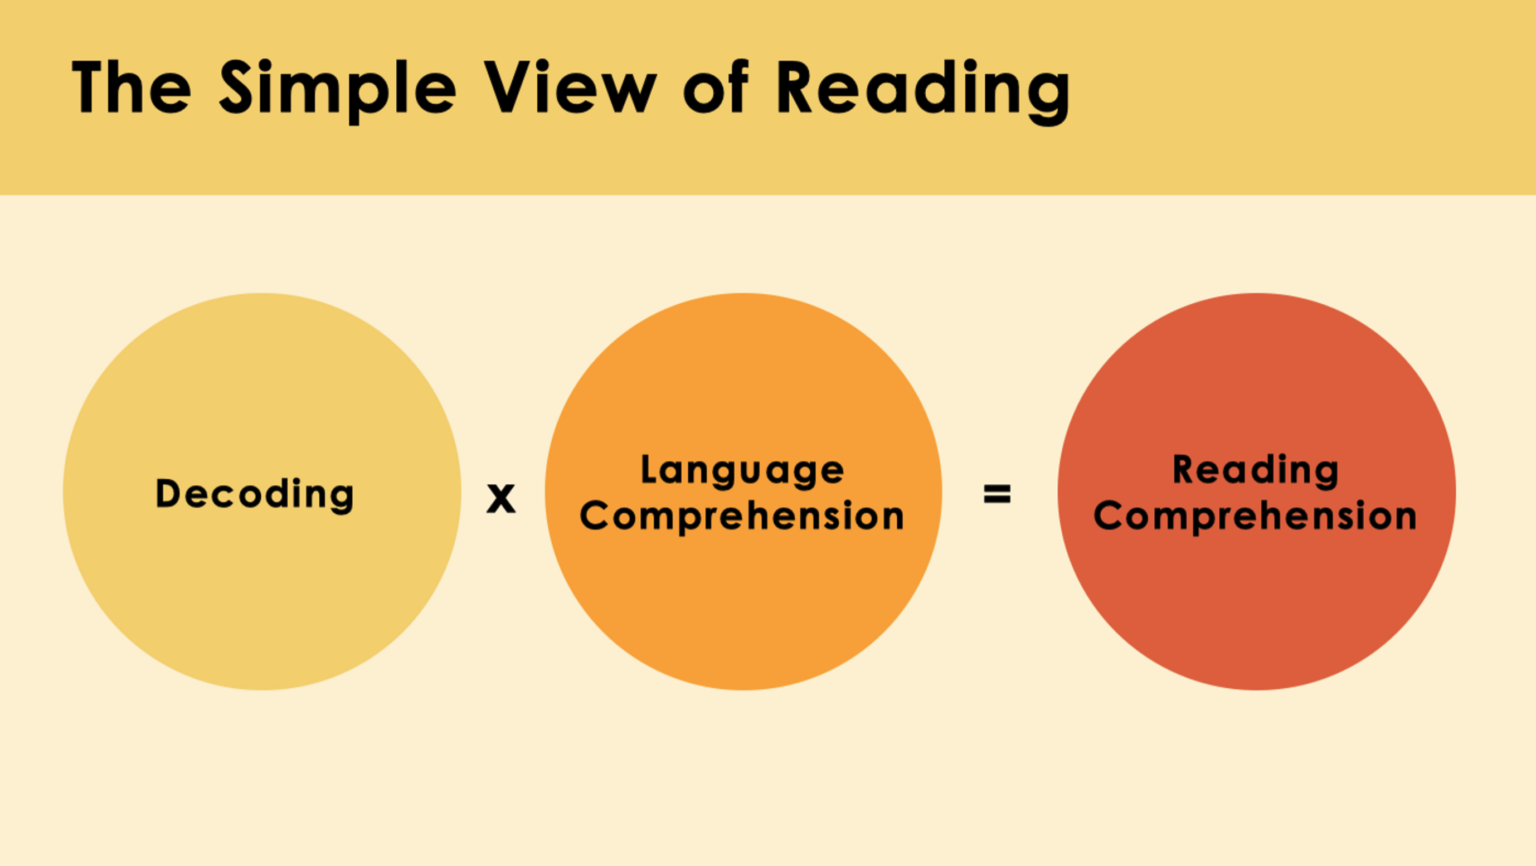 The Simple View of Reading
Decoding
x
Language
Comprehension
=
Reading
Comprehension